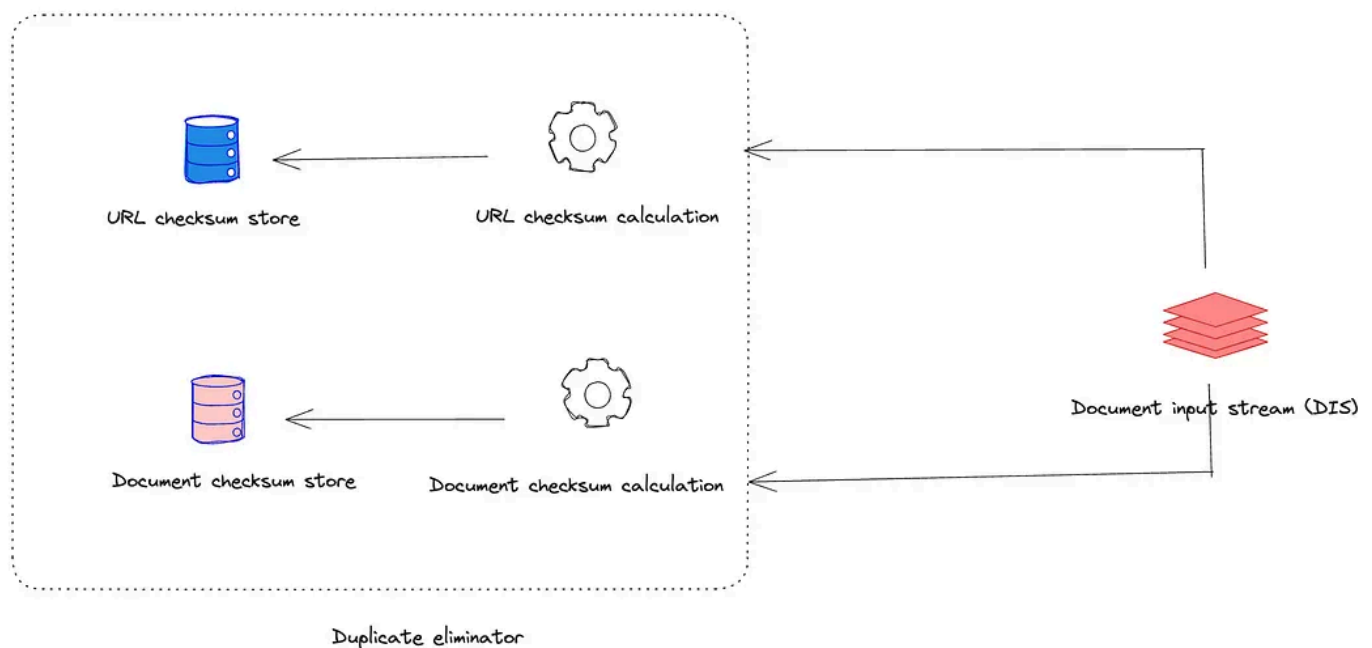 URL checksum store
URL checksum calculation
Document input stream (DIS)
Document checksum store
Document checksum calculation
Duplicate eliminator